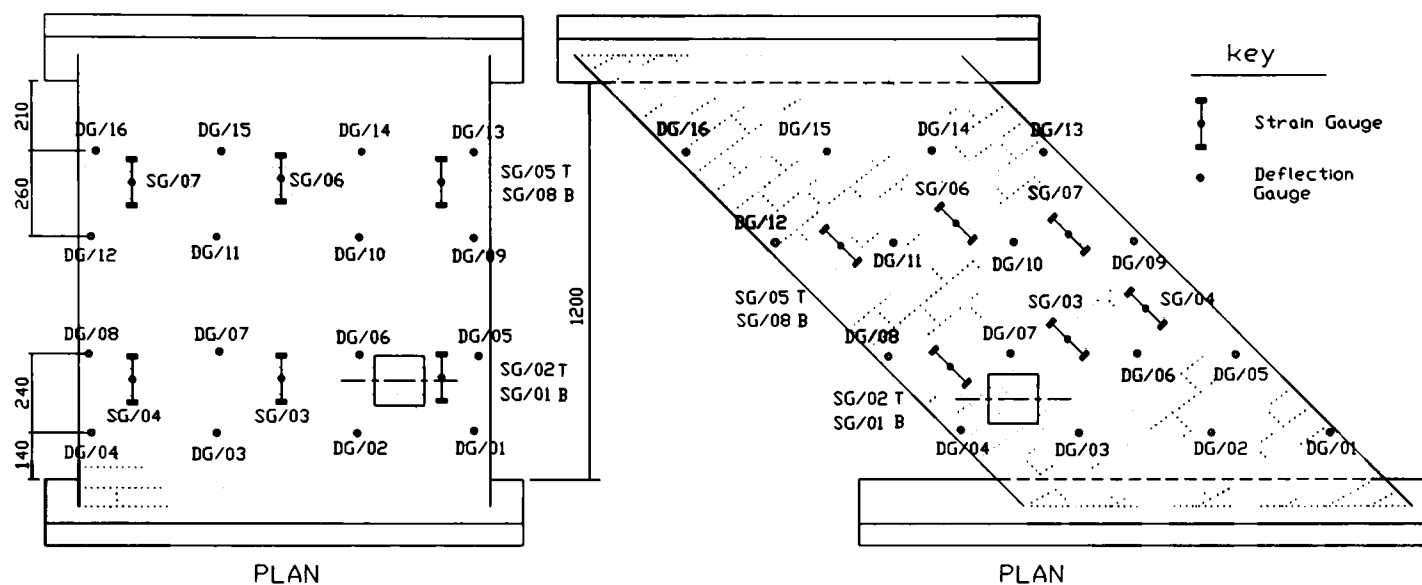 key
Strain Gauge
Deflection
Gauge
210
260
240
140
1200
DG/16 DG/15 DG/14 DG/13
SG/07 SG/06 SG/05 T
SG/08 B
DG/12 DG/11 DG/10 DG/09
DG/08 DG/07 DG/06 DG/05
SG/02 T
SG/01 B
SG/04 SG/03
DG/04 DG/03 DG/02 DG/01
PLAN
DG/16 DG/15 DG/14 DG/13
SG/06 SG/07
DG/12 DG/11 DG/10 DG/09
SG/05 T
SG/08 B
SG/03 SG/04
DG/08 DG/07 DG/06 DG/05
SG/02 T
SG/01 B
DG/04 DG/03 DG/02 DG/01
PLAN